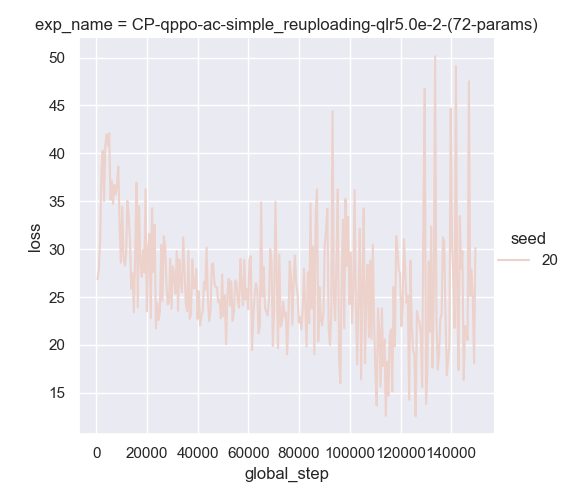 exp_name = CP-qppo-ac-simple_reuploading-qlr5.0e-2-(72-params)
50
45
40
35
30
25
20
15
loss
0 20000 40000 60000 80000 100000 120000 140000
global_step
seed
20